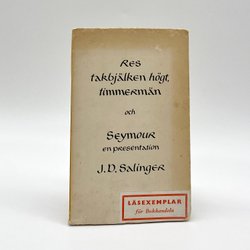 Res
takbjälken högt,
timmermän
och
Seymour
en presentation
J.D. Salinger
LÄSEXEMPLAR
för Bokhandeln